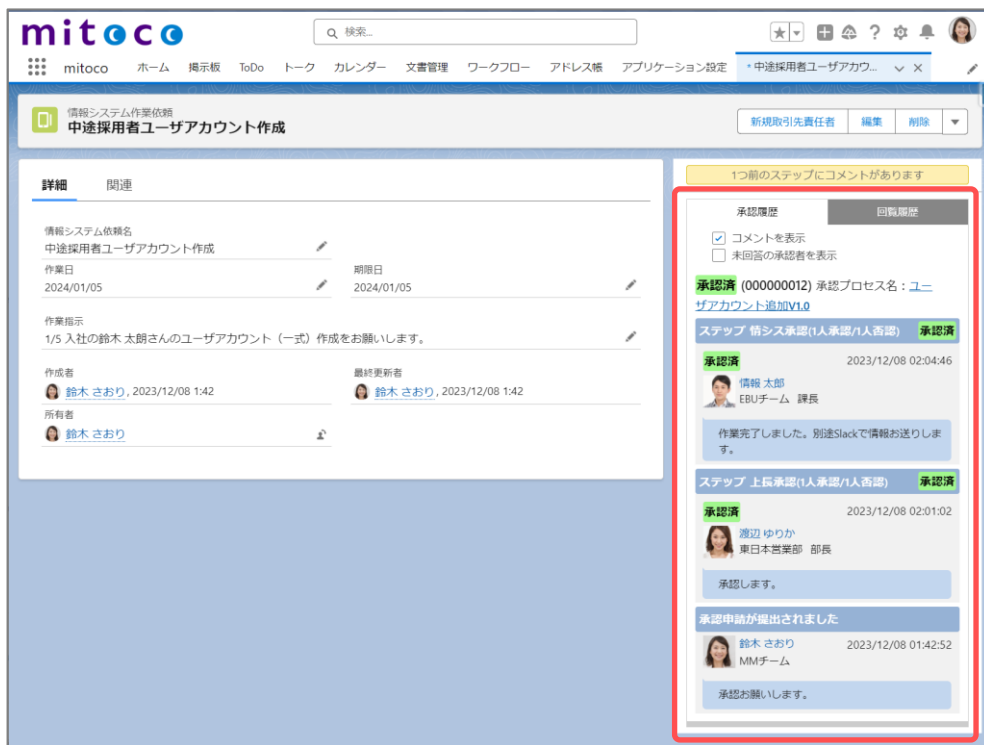 mitoco
検索...
mitoco ホーム 掲示板 ToDo トーク カレンダー 文書管理 ワークフロー アドレス帳 アプリケーション設定 * 中途採用者ユーザアカウ...
情報システム作業依頼
中途採用者ユーザアカウント作成
新規取引先責任者 編集 削除
詳細 関連
情報システム依頼名
中途採用者ユーザアカウント作成
作業日 期限日
2024/01/05 2024/01/05
作業指示
1/5 入社の鈴木 太朗さんのユーザアカウント（一式）作成をお願いします。
作成者 最終更新者
鈴木 さおり, 2023/12/08 1:42 鈴木 さおり, 2023/12/08 1:42
所有者
鈴木 さおり
1つ前のステップにコメントがあります
承認履歴 回覧履歴
コメントを表示
未回答の承認者を表示
承認済 (000000012) 承認プロセス名：ユー
ザアカウント追加V1.0
ステップ 情シス承認(1人承認/1人否認) 承認済
承認済 2023/12/08 02:04:46
情報 太郎
EBUチーム 課長
作業完了しました。別途Slackで情報お送りしま
す。
ステップ 上長承認(1人承認/1人否認) 承認済
承認済 2023/12/08 02:01:02
渡辺 ゆりか
東日本営業部 部長
承認します。
承認申請が提出されました
鈴木 さおり 2023/12/08 01:42:52
MMチーム
承認お願いします。